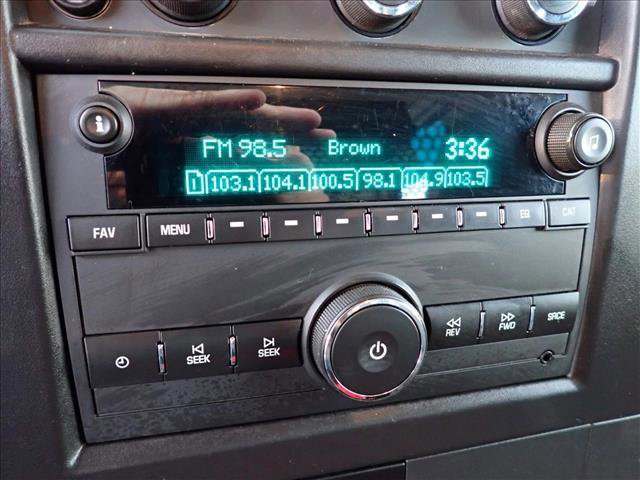 i
FM 98.5 Brown 3:36
1 103.1 104.1 100.5 98.1 104.9 103.5
FAV MENU EQ CAT
SEEK SEEK REV FWD SRCE